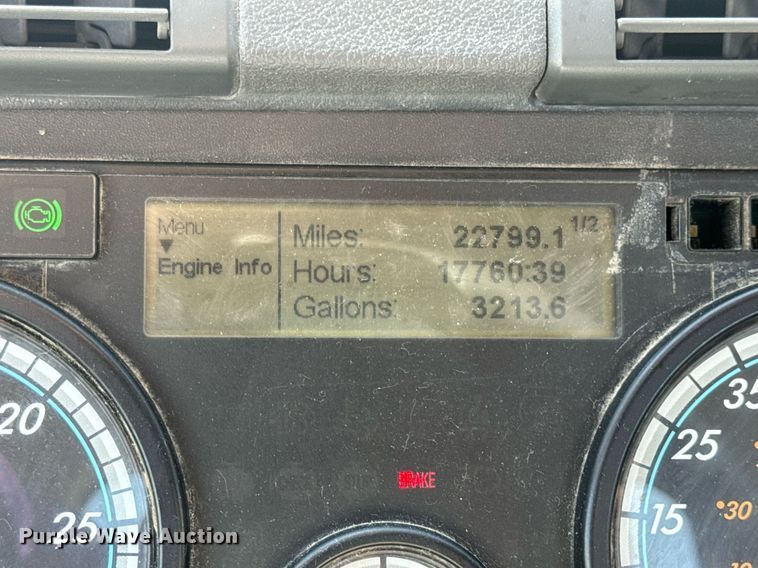 Menu
Engine Info
Miles: 22799.1 1/2
Hours: 17760:39
Gallons: 3213.6
20
25
35
25
15
30
BRAKE
Purple Wave Auction